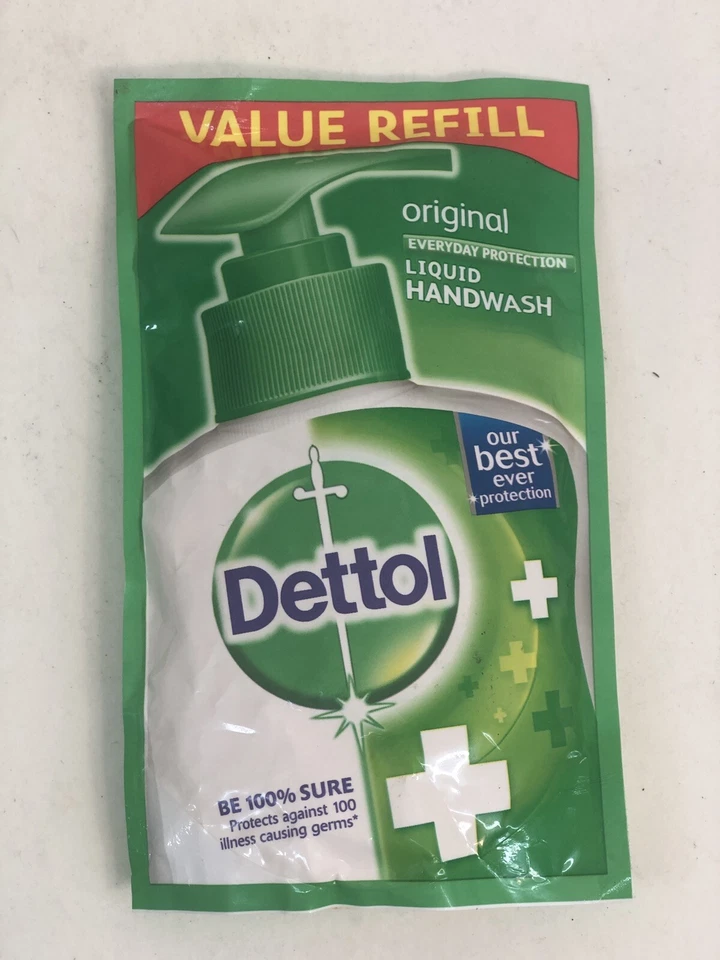 VALUE REFILL
original
EVERYDAY PROTECTION
LIQUID
HANDWASH
our
best
ever
protection
Dettol
BE 100% SURE
Protects against 100
illness causing germs*